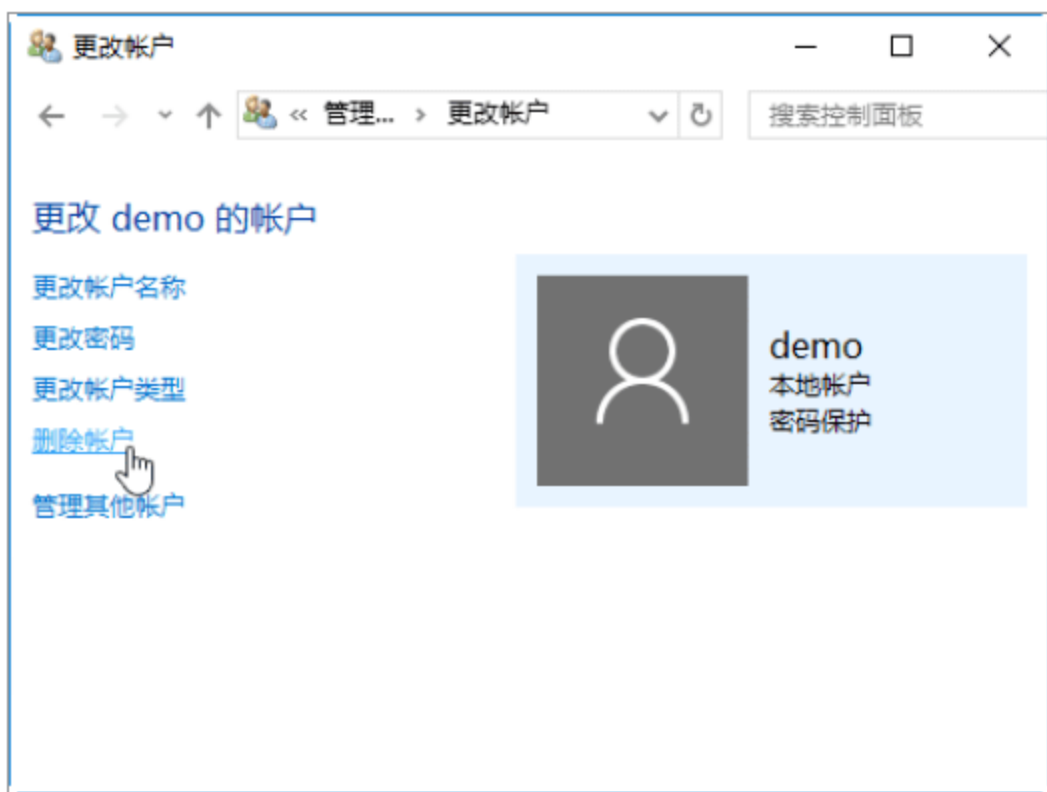 更改帐户
« 管理... › 更改帐户
搜索控制面板
更改 demo 的帐户
更改帐户名称
更改密码
更改帐户类型
删除帐户
管理其他帐户
demo
本地帐户
密码保护